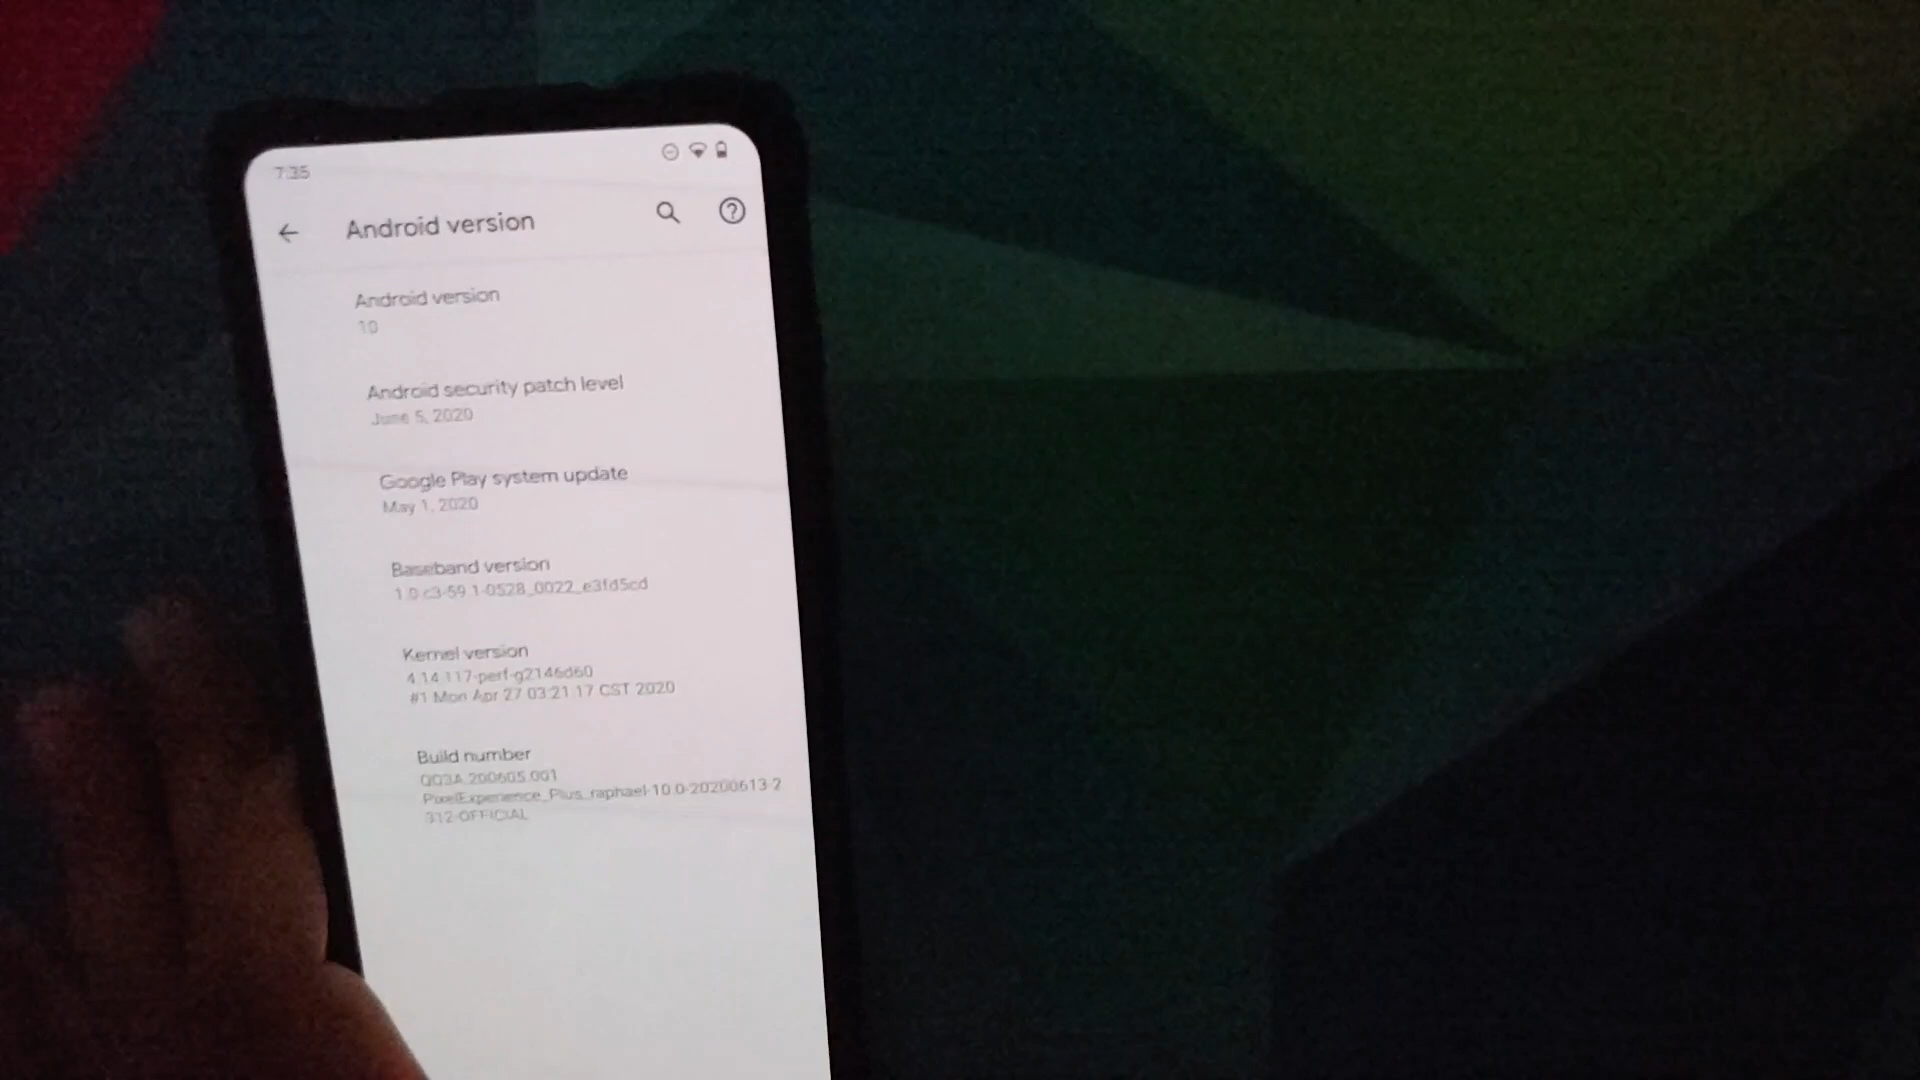 7:35
Android version
Android version
10
Android security patch level
June 5, 2020
Google Play system update
May 1, 2020
Baseband version
1.0.c3-59.1-0528_0022_e3fd5cd
Kernel version
4.14.117-perf-g2146d60
#1 Mon Apr 27 03:21:17 CST 2020
Build number
QQ3A.200605.001
PixelExperience_Plus_raphael-10.0-20200613-2
312-OFFICIAL